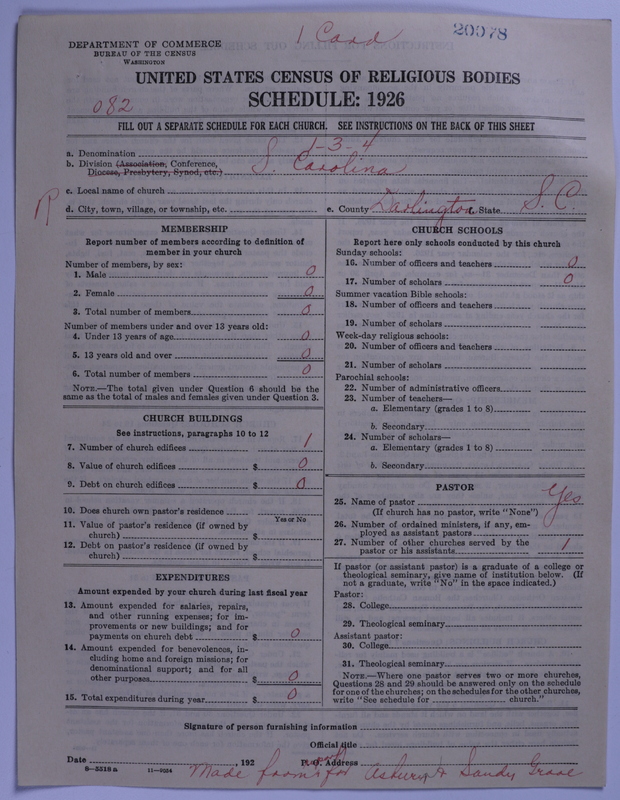 1 Card
20078
DEPARTMENT OF COMMERCE
BUREAU OF THE CENSUS
WASHINGTON
UNITED STATES CENSUS OF RELIGIOUS BODIES
SCHEDULE: 1926
082
FILL OUT A SEPARATE SCHEDULE FOR EACH CHURCH. SEE INSTRUCTIONS ON THE BACK OF THIS SHEET
a. Denomination 1-3-4
b. Division (Association, Conference, S. Carolina
Diocese, Presbytery, Synod, etc.)
c. Local name of church
R
d. City, town, village, or township, etc. e. County Darlington State S.C.
MEMBERSHIP
Report number of members according to definition of
member in your church
Number of members, by sex:
1. Male 0
2. Female 0
3. Total number of members 0
Number of members under and over 13 years old:
4. Under 13 years of age 0
5. 13 years old and over 0
6. Total number of members 0
NOTE.—The total given under Question 6 should be the
same as the total of males and females given under Question 3.
CHURCH BUILDINGS
See instructions, paragraphs 10 to 12
7. Number of church edifices 1
8. Value of church edifices $ 0
9. Debt on church edifices $ 0
10. Does church own pastor's residence
Yes or No
11. Value of pastor's residence (if owned by
church) $
12. Debt on pastor's residence (if owned by
church) $
EXPENDITURES
Amount expended by your church during last fiscal year
13. Amount expended for salaries, repairs,
and other running expenses; for im-
provements or new buildings; and for
payments on church debt $ 0
14. Amount expended for benevolences, in-
cluding home and foreign missions; for
denominational support; and for all
other purposes $ 0
15. Total expenditures during year $ 0
CHURCH SCHOOLS
Report here only schools conducted by this church
Sunday schools:
16. Number of officers and teachers 0
17. Number of scholars 0
Summer vacation Bible schools:
18. Number of officers and teachers
19. Number of scholars
Week-day religious schools:
20. Number of officers and teachers
21. Number of scholars
Parochial schools:
22. Number of administrative officers
23. Number of teachers—
a. Elementary (grades 1 to 8)
b. Secondary
24. Number of scholars—
a. Elementary (grades 1 to 8)
b. Secondary
PASTOR
25. Name of pastor Yes
(If church has no pastor, write "None")
26. Number of ordained ministers, if any, em-
ployed as assistant pastors
27. Number of other churches served by the
pastor or his assistants 1
If pastor (or assistant pastor) is a graduate of a college or
theological seminary, give name of institution below. (If
not a graduate, write "No" in the space indicated.)
Pastor:
28. College
29. Theological seminary
Assistant pastor:
30. College
31. Theological seminary
NOTE.—Where one pastor serves two or more churches,
Questions 28 and 29 should be answered only on the schedule
for one of the churches; on the schedules for the other churches,
write "See schedule for church."
Signature of person furnishing information
Official title
Date , 192 P. O. Address
8—3318a 11—9034
Made from for Asbury & Sandy Grove